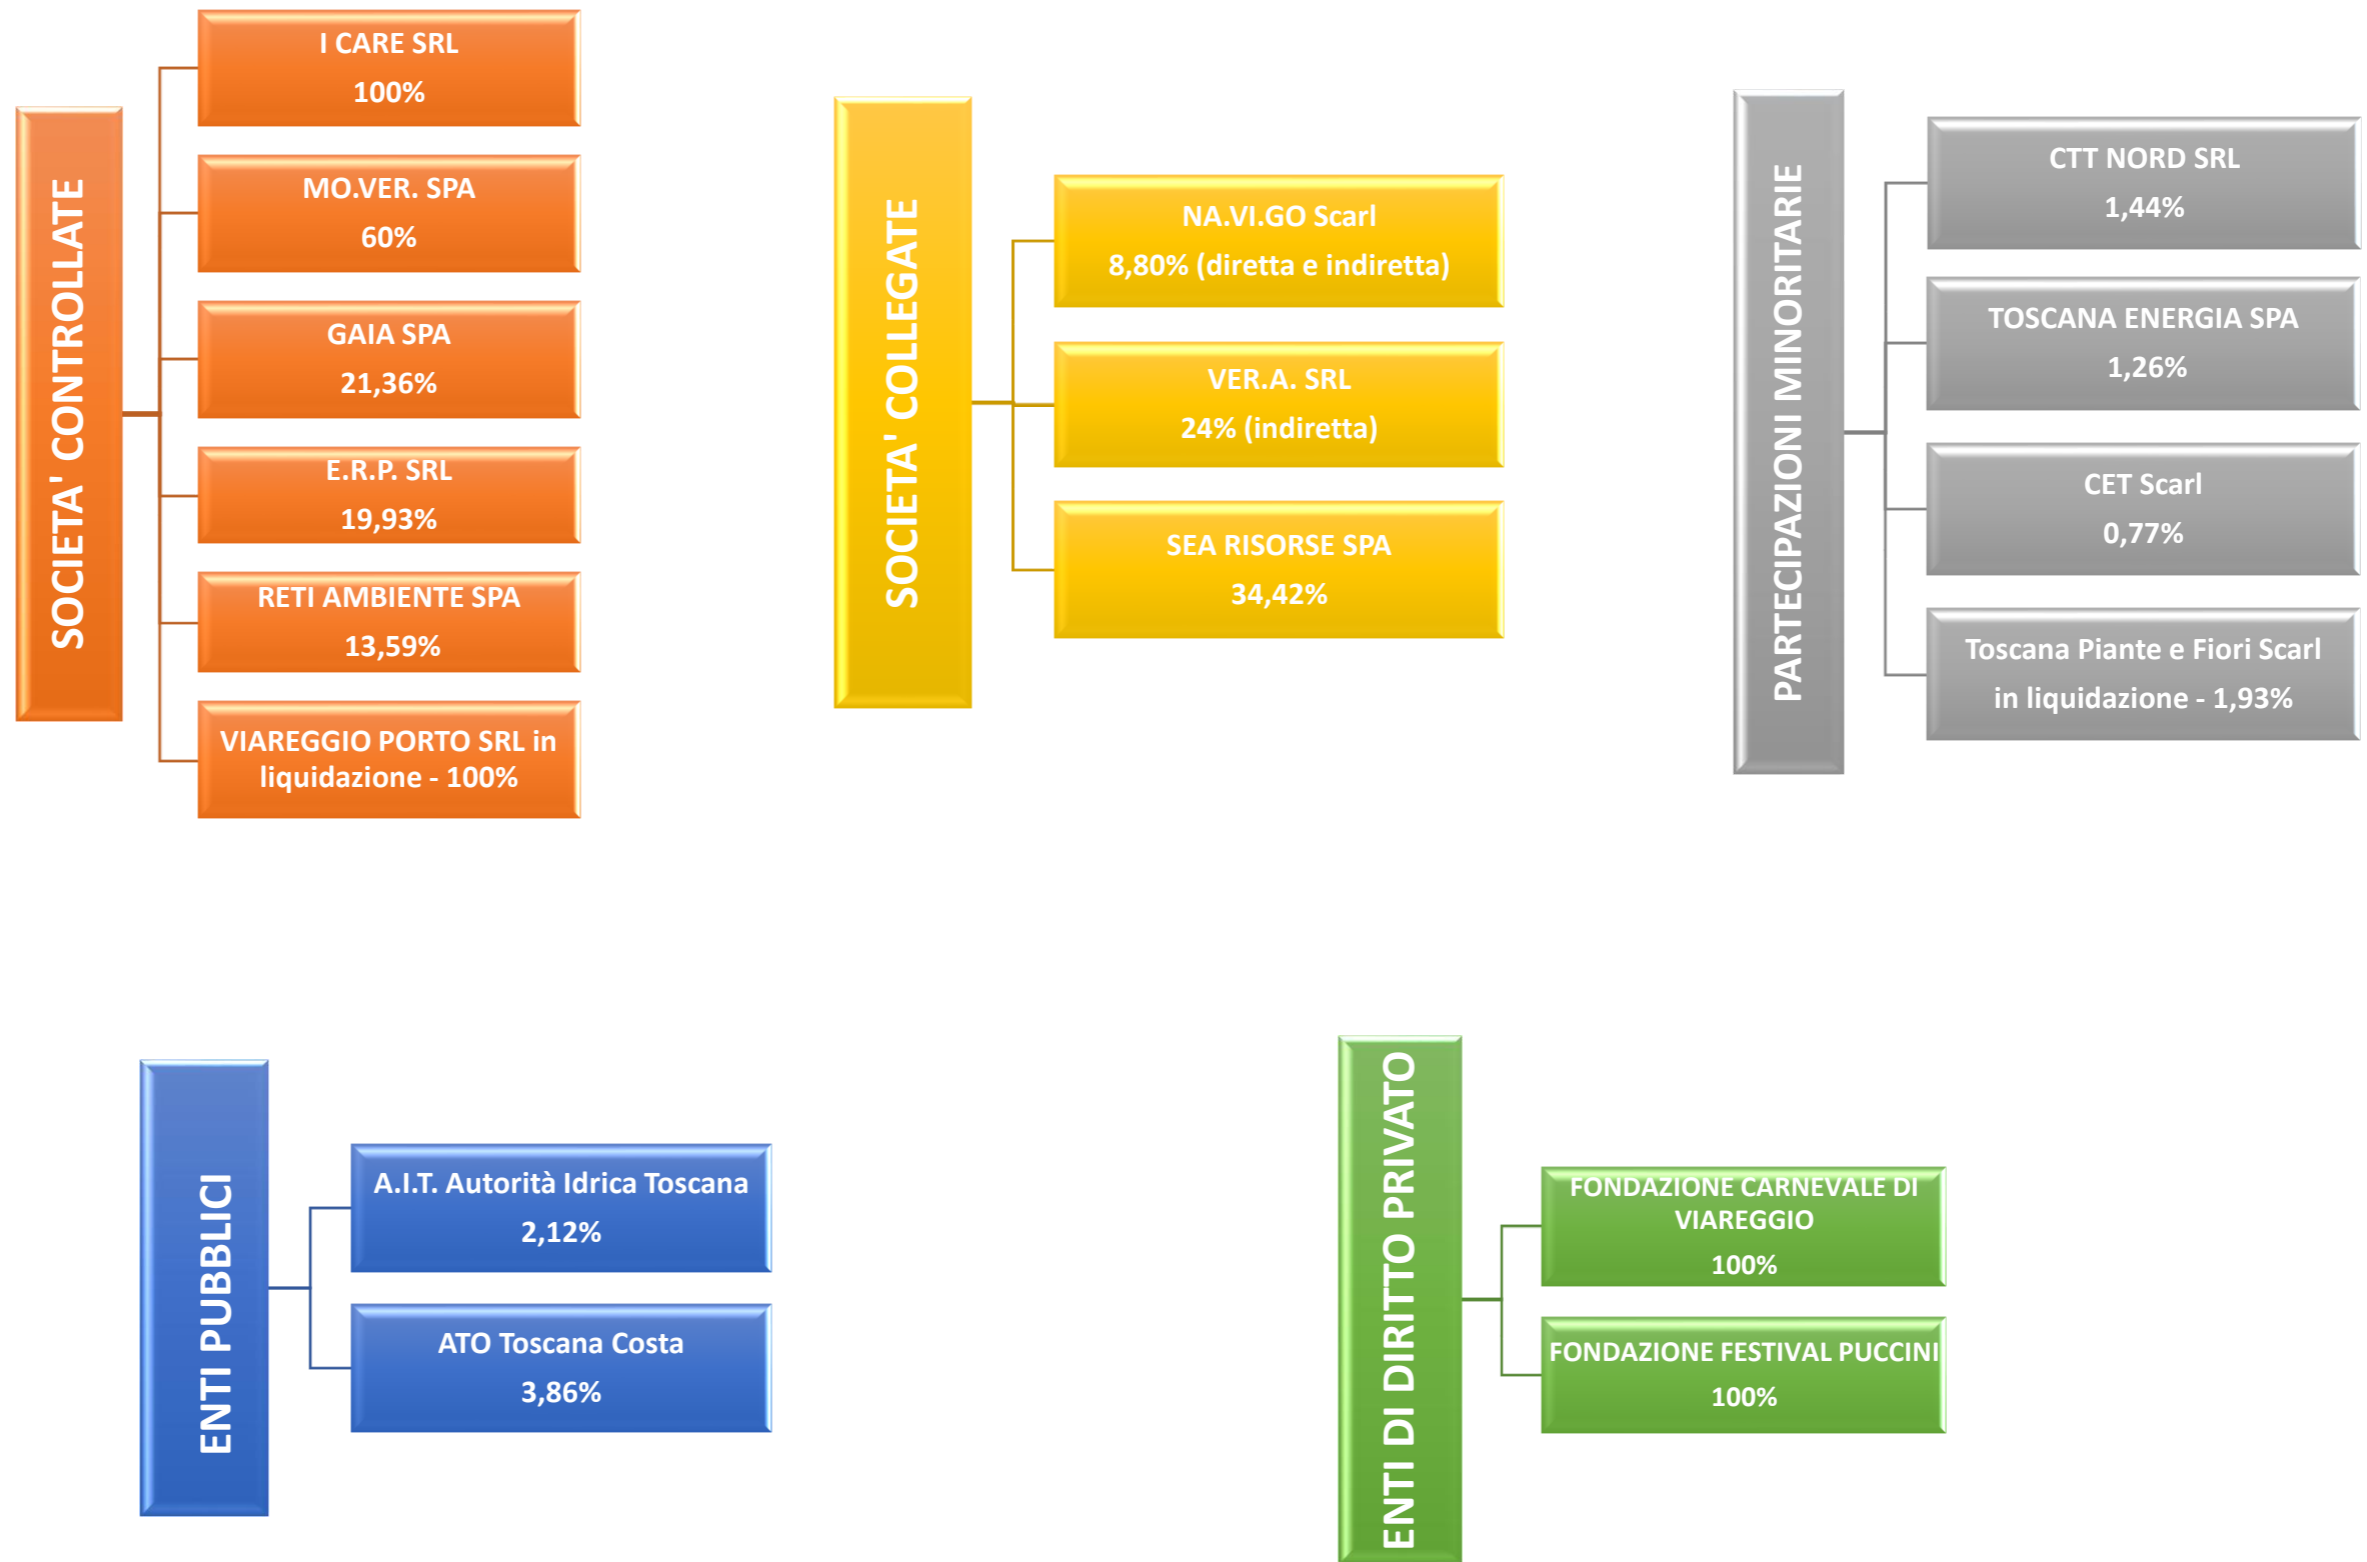 SOCIETA' CONTROLLATE
I CARE SRL
100%
MO.VER. SPA
60%
GAIA SPA
21,36%
E.R.P. SRL
19,93%
RETI AMBIENTE SPA
13,59%
VIAREGGIO PORTO SRL in
liquidazione - 100%
SOCIETA' COLLEGATE
NA.VI.GO Scarl
8,80% (diretta e indiretta)
VER.A. SRL
24% (indiretta)
SEA RISORSE SPA
34,42%
PARTECIPAZIONI MINORITARIE
CTT NORD SRL
1,44%
TOSCANA ENERGIA SPA
1,26%
CET Scarl
0,77%
Toscana Piante e Fiori Scarl
in liquidazione - 1,93%
ENTI PUBBLICI
A.I.T. Autorità Idrica Toscana
2,12%
ATO Toscana Costa
3,86%
ENTI DI DIRITTO PRIVATO
FONDAZIONE CARNEVALE DI
VIAREGGIO
100%
FONDAZIONE FESTIVAL PUCCINI
100%